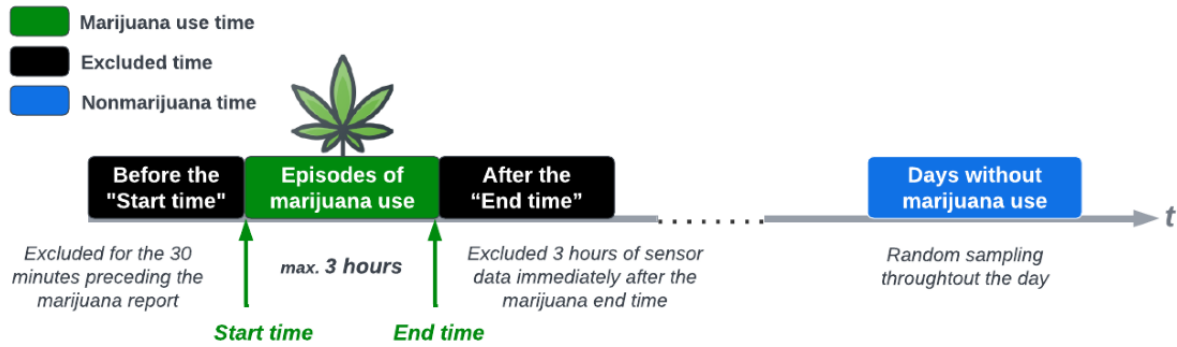 Marijuana use time
Excluded time
Nonmarijuana time
Before the
"Start time"
Episodes of
marijuana use
After the
“End time”
Days without
marijuana use
t
Excluded for the 30
minutes preceding the
marijuana report
max. 3 hours
Excluded 3 hours of sensor
data immediately after the
marijuana end time
Random sampling
throughtout the day
Start time
End time